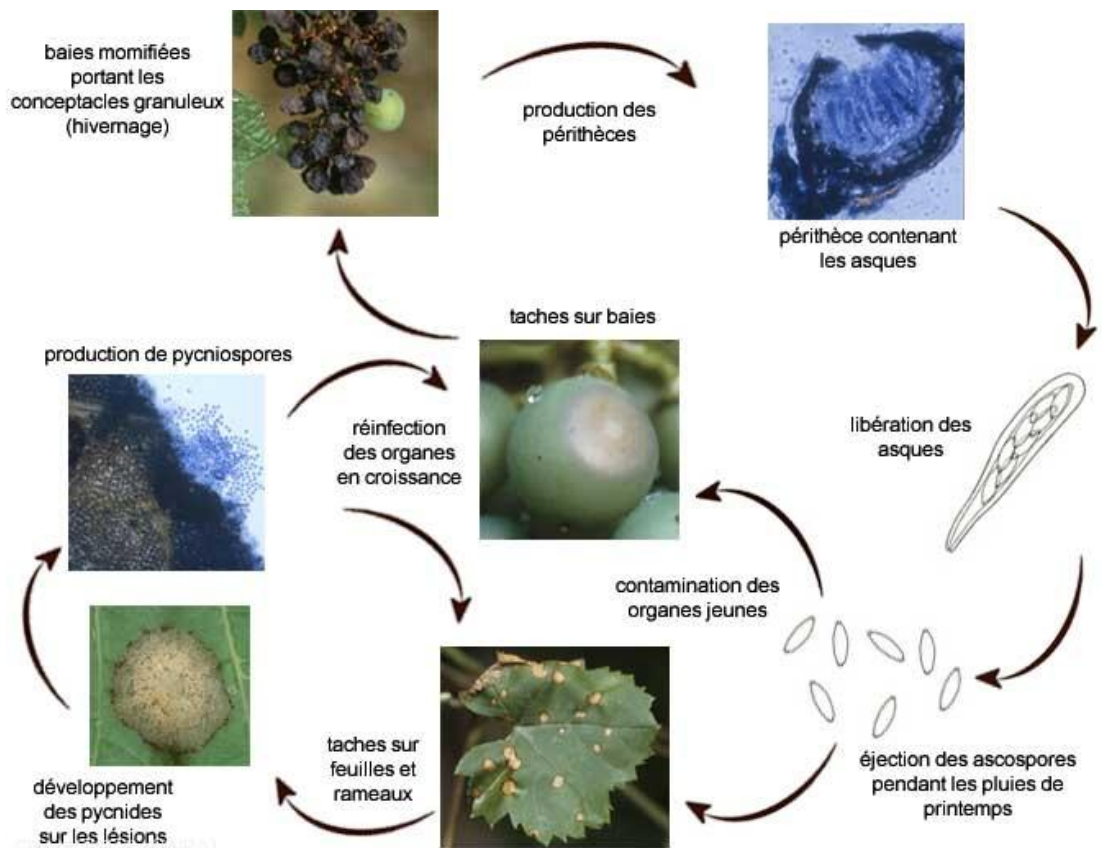 baies momifiées
portant les
conceptacles granuleux
(hivernage)
production des
périthèces
périthèce contenant
les asques
taches sur baies
production de pycniospores
réinfection
des organes
en croissance
libération des
asques
contamination des
organes jeunes
taches sur
feuilles et
rameaux
éjection des ascospores
pendant les pluies de
printemps
développement
des pycnides
sur les lésions